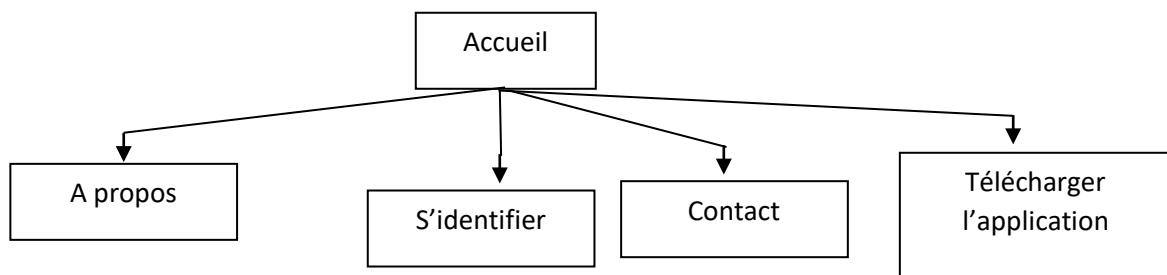 Accueil
A propos
S’identifier
Contact
Télécharger
l’application